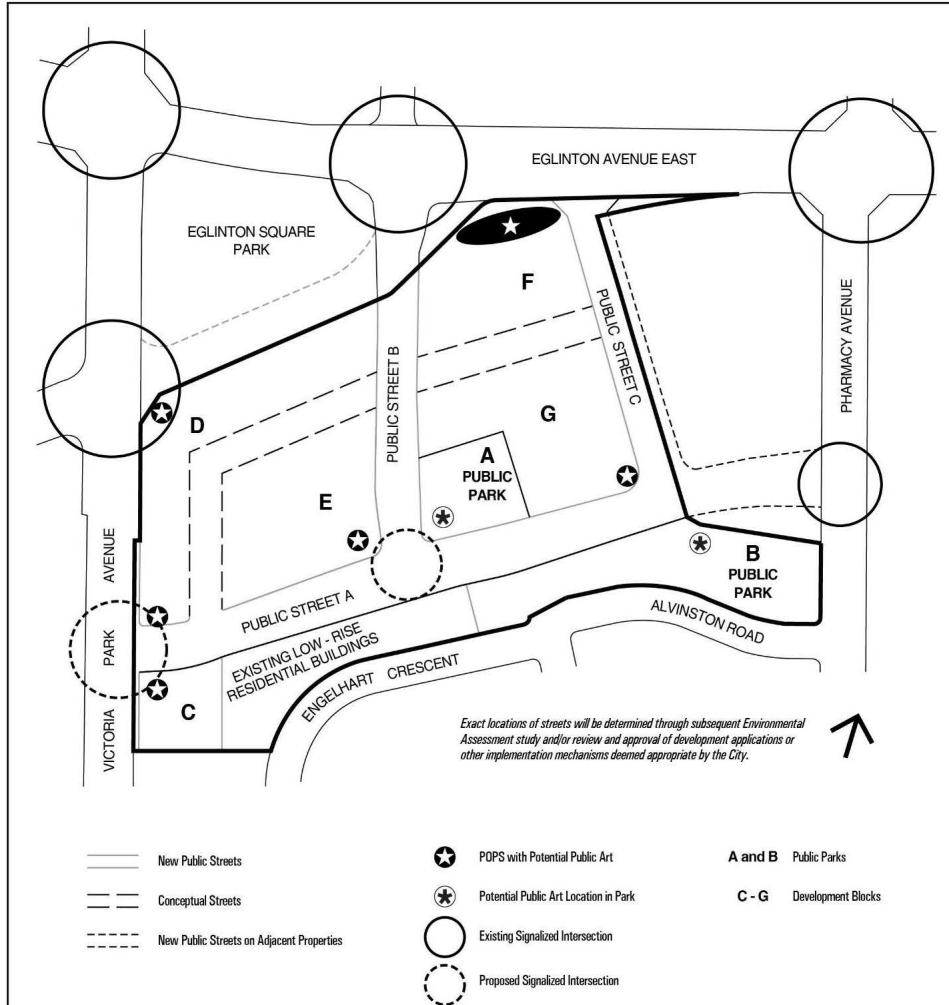 EGLINTON AVENUE EAST
EGLINTON SQUARE
PARK
F
PUBLIC STREET C
PUBLIC STREET B
PHARMACY AVENUE
D
G
A
PUBLIC
PARK
E
B
PUBLIC
PARK
PUBLIC STREET A
ALVINSTON ROAD
EXISTING LOW - RISE
RESIDENTIAL BUILDINGS
ENGELHART CRESCENT
C
VICTORIA PARK AVENUE
Exact locations of streets will be determined through subsequent Environmental
Assessment study and/or review and approval of development applications or
other implementation mechanisms deemed appropriate by the City.
New Public Streets
Conceptual Streets
New Public Streets on Adjacent Properties
POPS with Potential Public Art
Potential Public Art Location in Park
Existing Signalized Intersection
Proposed Signalized Intersection
A and B Public Parks
C - G Development Blocks